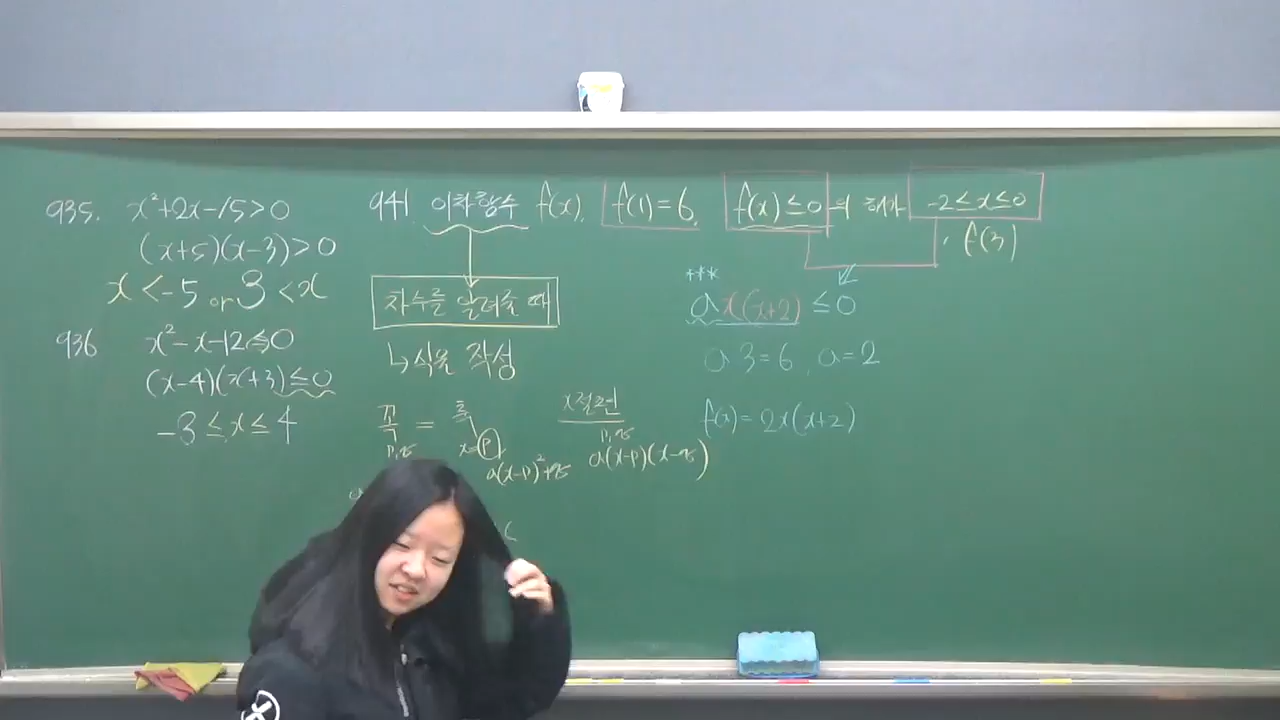 935. x²+2x-15>0
(x+5)(x-3)>0
x<-5 or 3<x
936 x²-x-12≤0
(x-4)(x+3)≤0
-3≤x≤4
941. 이차함수 f(x). f(1)=6. f(x)≤0의 해가 -2≤x≤0
, f(3)
차수를 알려줄 때
↳식을 작성
꼭 = 축
p,q x=p
a(x-p)²+q
x절편
p,q
a(x-p)(x-q)
***
ax(x+2)≤0
a3=6, a=2
f(x)=2x(x+2)